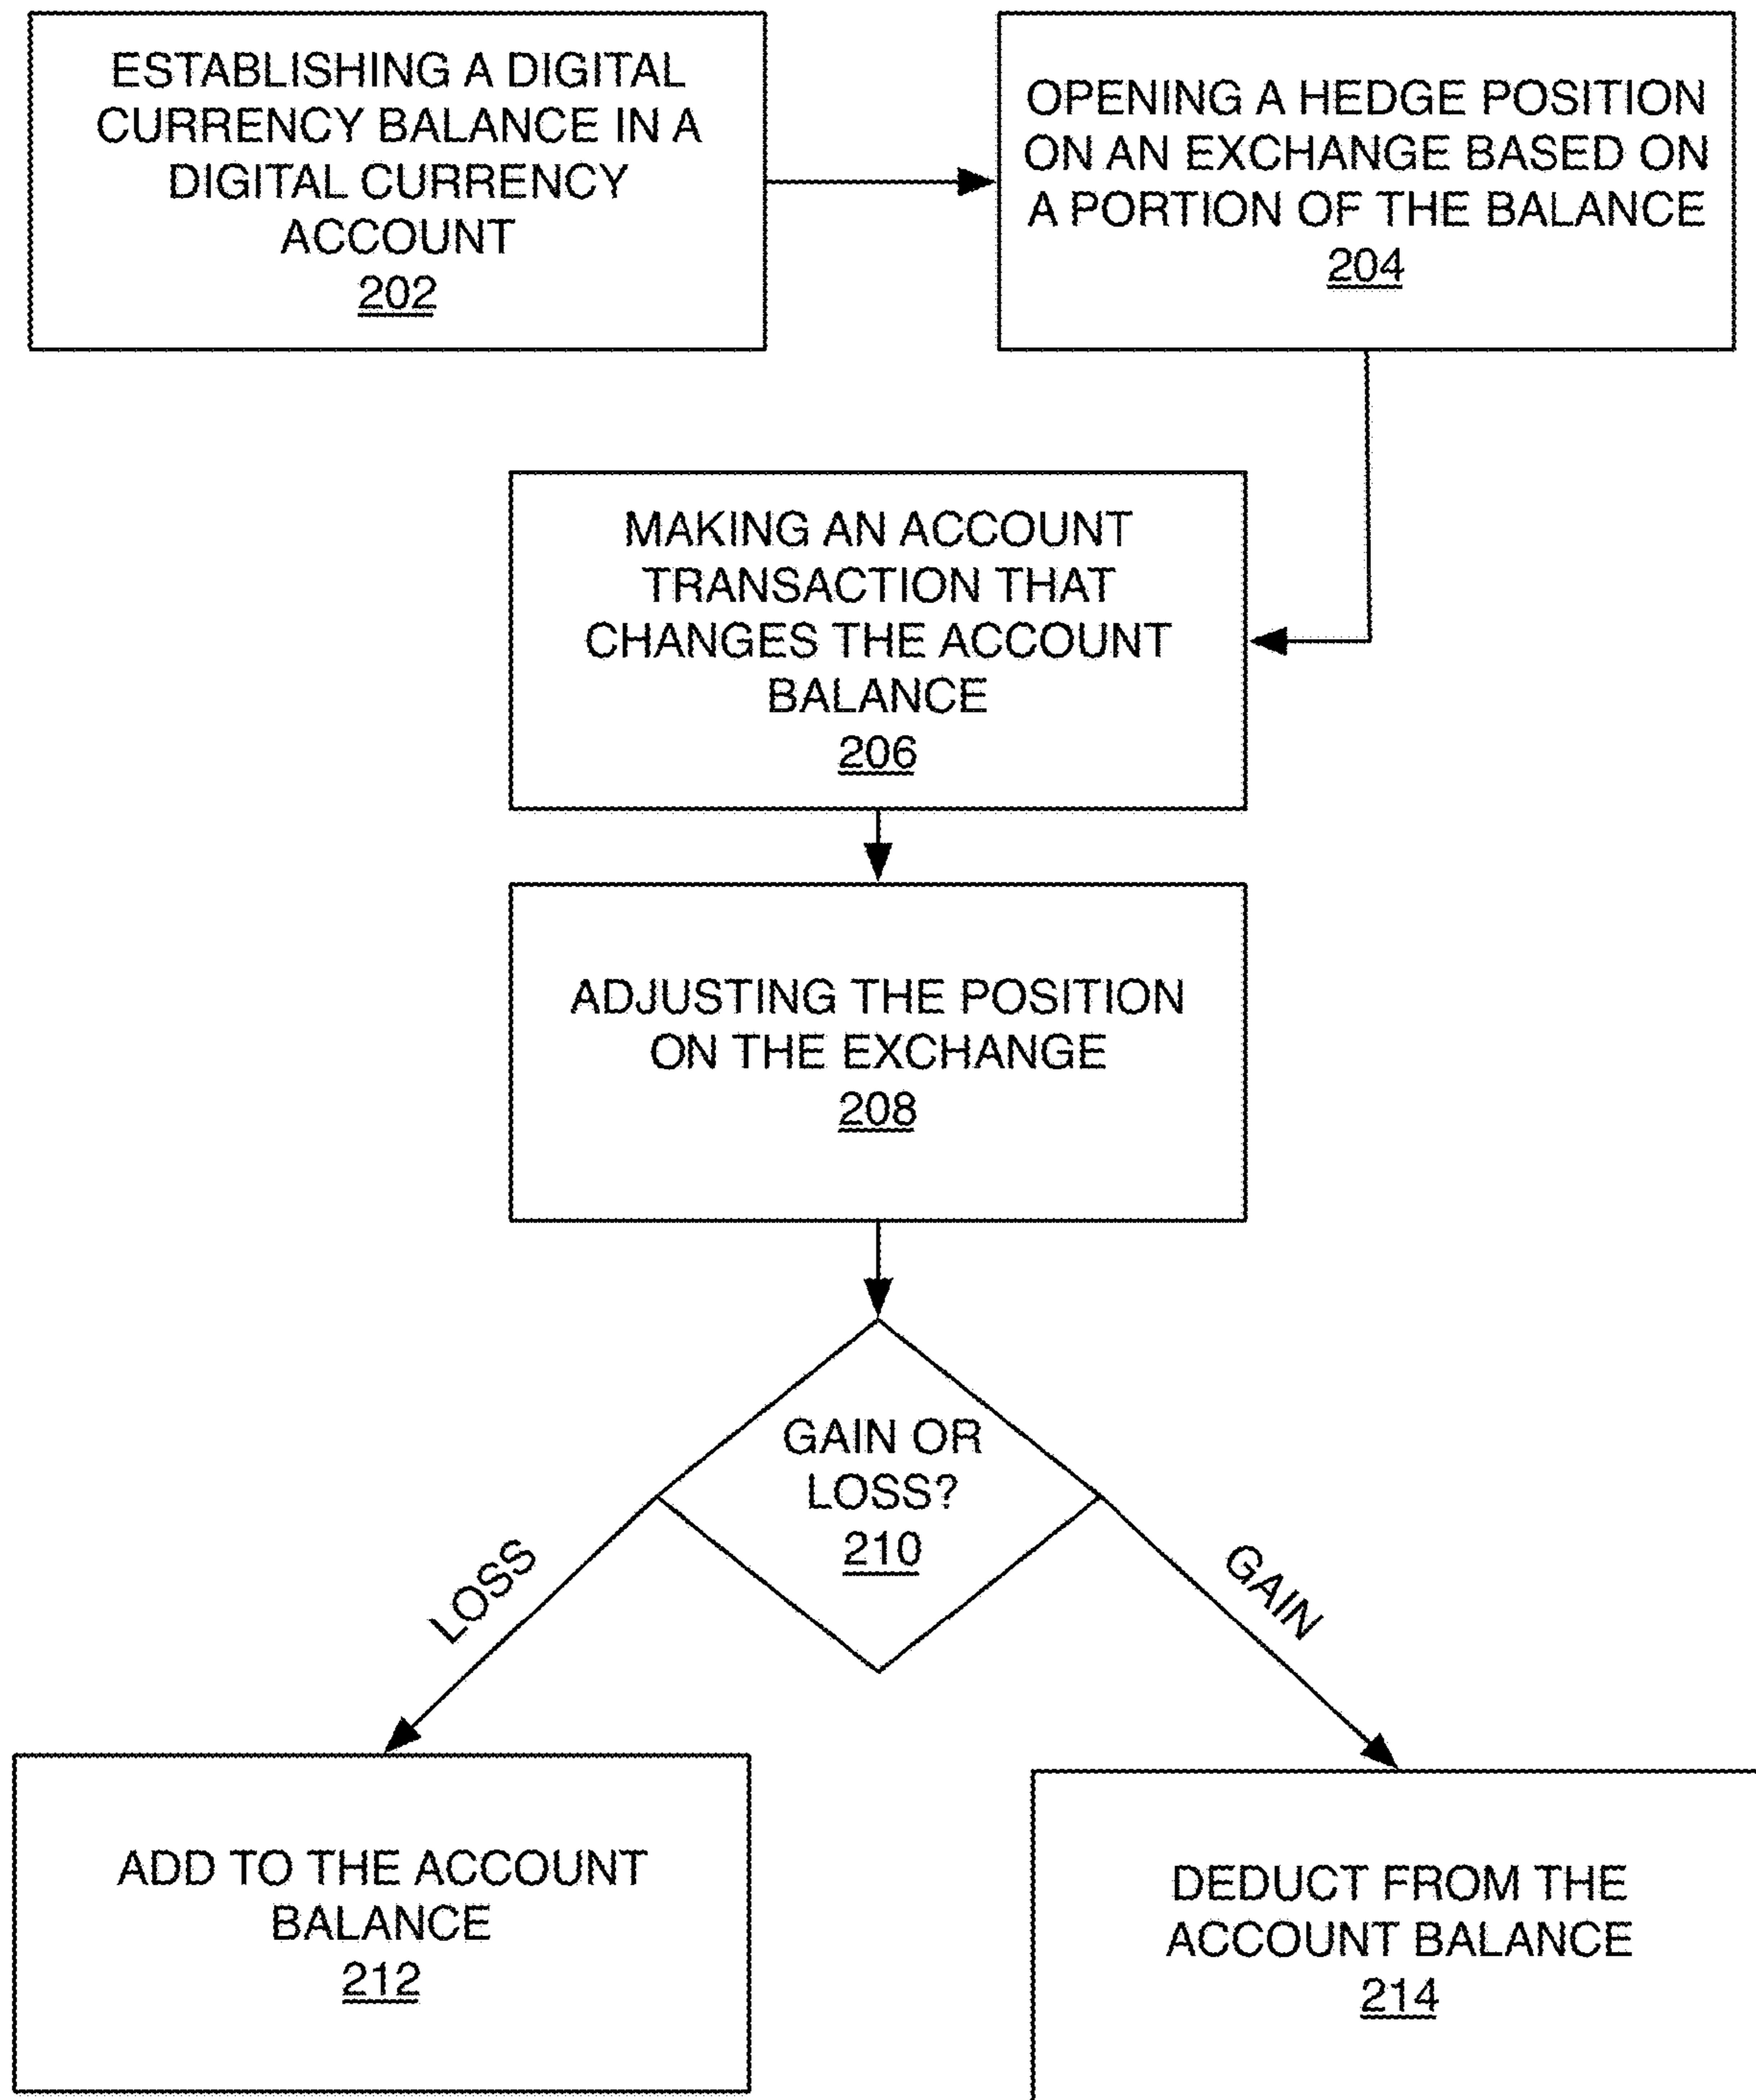 ESTABLISHING A DIGITAL
CURRENCY BALANCE IN A
DIGITAL CURRENCY
ACCOUNT
202
OPENING A HEDGE POSITION
ON AN EXCHANGE BASED ON
A PORTION OF THE BALANCE
204
MAKING AN ACCOUNT
TRANSACTION THAT
CHANGES THE ACCOUNT
BALANCE
206
ADJUSTING THE POSITION
ON THE EXCHANGE
208
GAIN OR
LOSS?
210
LOSS
GAIN
ADD TO THE ACCOUNT
BALANCE
212
DEDUCT FROM THE
ACCOUNT BALANCE
214